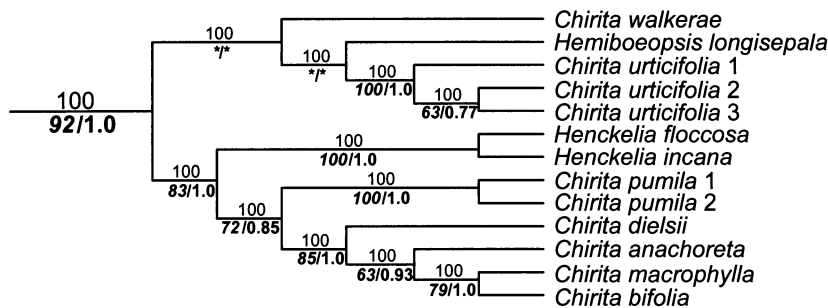 Chirita walkerae
100
*/*
Hemiboeopsis longisepala
100
*/*
Chirita urticifolia 1
100
100/1.0
Chirita urticifolia 2
100
63/0.77
Chirita urticifolia 3
100
92/1.0
Henckelia floccosa
100
100/1.0
Henckelia incana
100
83/1.0
Chirita pumila 1
100
100/1.0
Chirita pumila 2
100
72/0.85
Chirita dielsii
100
85/1.0
Chirita anachoreta
100
63/0.93
Chirita macrophylla
100
79/1.0
Chirita bifolia